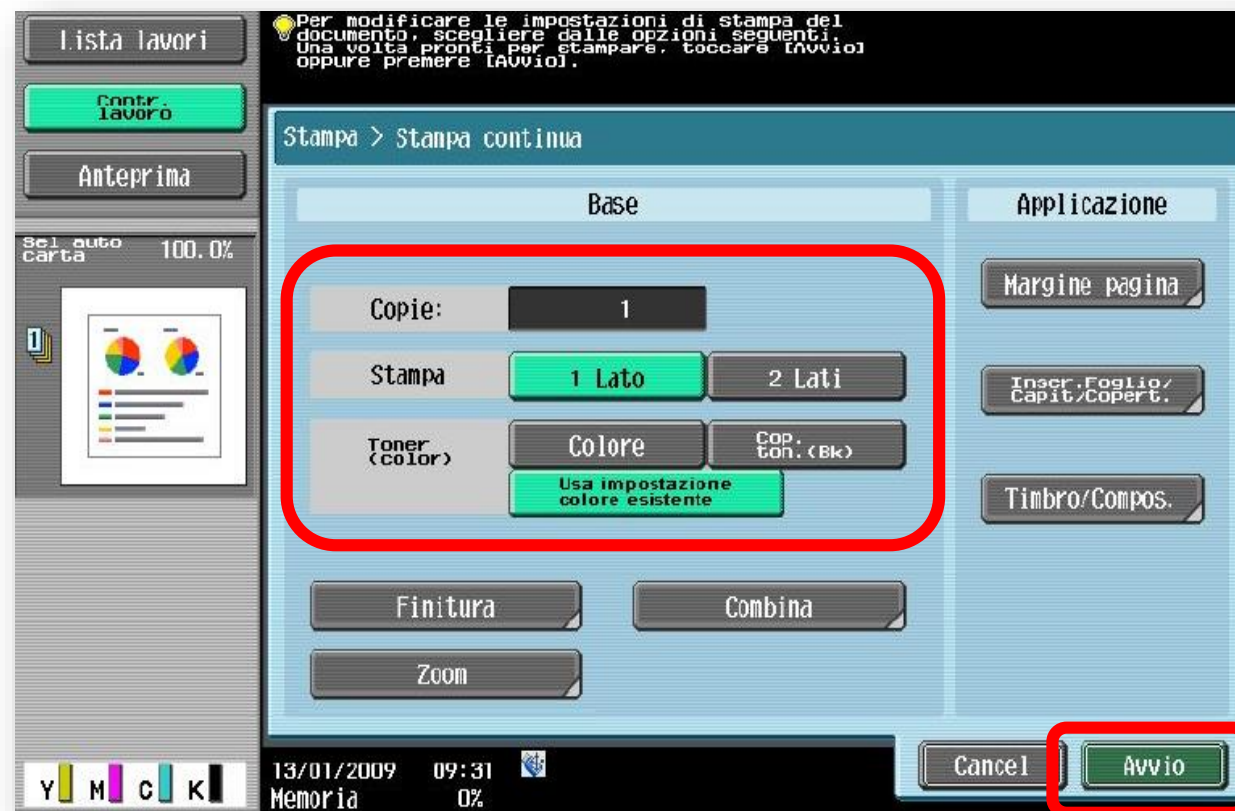 Lista lavori
Contr.
lavoro
Anteprima
Sel auto
carta
100.0%
1
Per modificare le impostazioni di stampa del
documento, scegliere dalle opzioni seguenti.
Una volta pronti per stampare, toccare [Avvio]
oppure premere [Avvio].
Stampa > Stampa continua
Base
Copie:
1
Stampa
1 Lato
2 Lati
Toner
(color)
Colore
Cop.
ton.(Bk)
Usa impostazione
colore esistente
Finitura
Combina
Zoom
Applicazione
Margine pagina
Inser.Foglio/
Capit/Copert.
Timbro/Compos.
Y M C K
13/01/2009 09:31
Memoria 0%
Cancel
Avvio